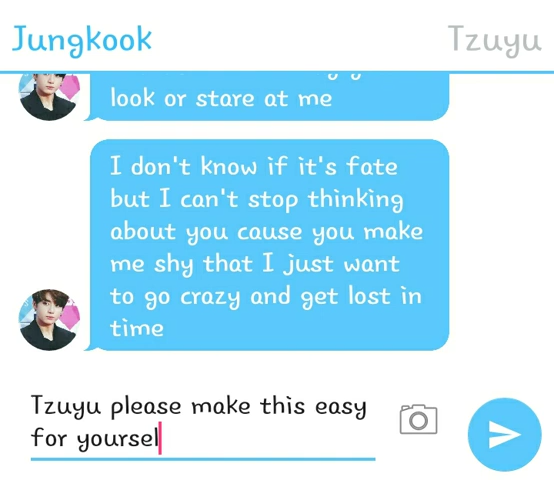 Jungkook
Tzuyu
look or stare at me
I don't know if it's fate
but I can't stop thinking
about you cause you make
me shy that I just want
to go crazy and get lost in
time
Tzuyu please make this easy
for yoursel